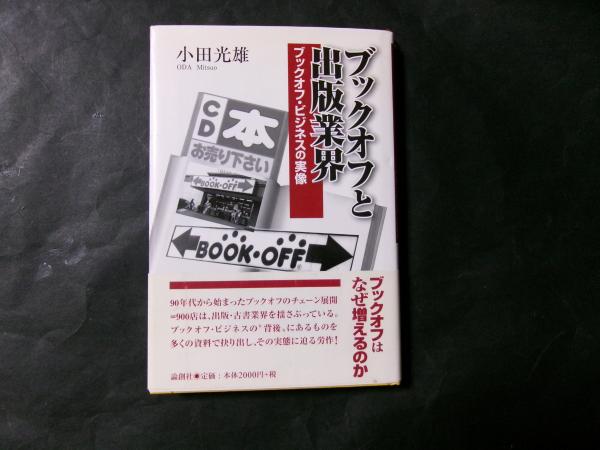 ブックオフと
出版業界
ブックオフ・ビジネスの実像
小田光雄
ODA Mitsuo
CD
本
お売り下さい
BOOK-OFF
BOOK・OFF
ブックオフは
なぜ増えるのか
90年代から始まったブックオフのチェーン展開
=900店は、出版・古書業界を揺さぶっている。
ブックオフ・ビジネスの〝背後〟にあるものを
多くの資料で抉り出し、その実態に迫る労作!
論創社◉定価:本体2000円+税